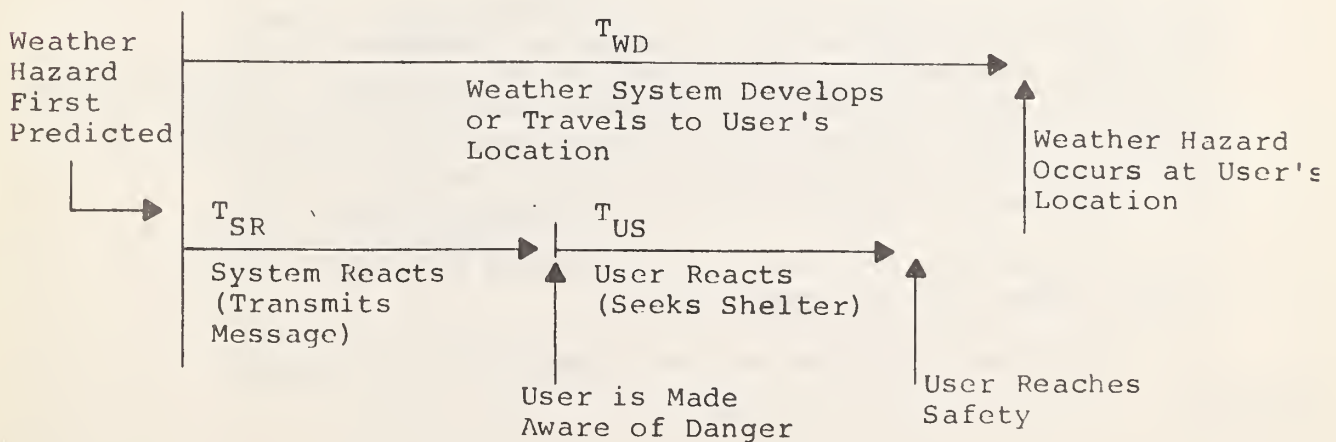 Weather
Hazard
First
Predicted
T_WD
Weather System Develops
or Travels to User's
Location
Weather Hazard
Occurs at User's
Location
T_SR
System Reacts
(Transmits
Message)
T_US
User Reacts
(Seeks Shelter)
User is Made
Aware of Danger
User Reaches
Safety